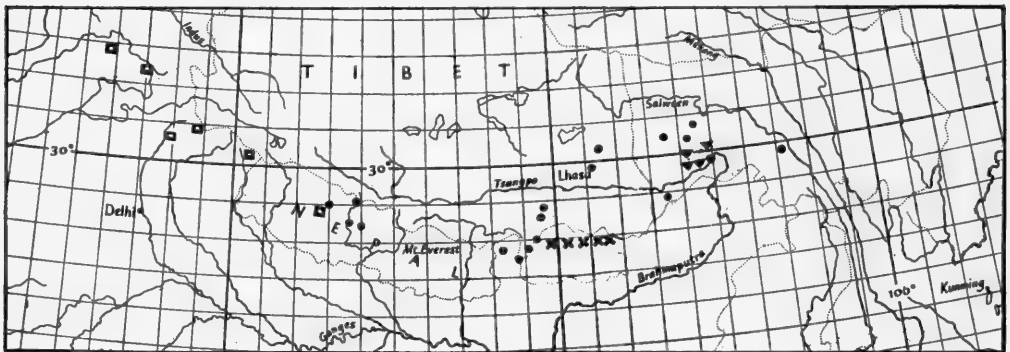 Indus
Mekong
T I B E T
Salween
30°
30°
Lhasa
Tsangpo
Delhi
N E P A L
Mt. Everest
Brahmaputra
100°
Kunming
Ganges